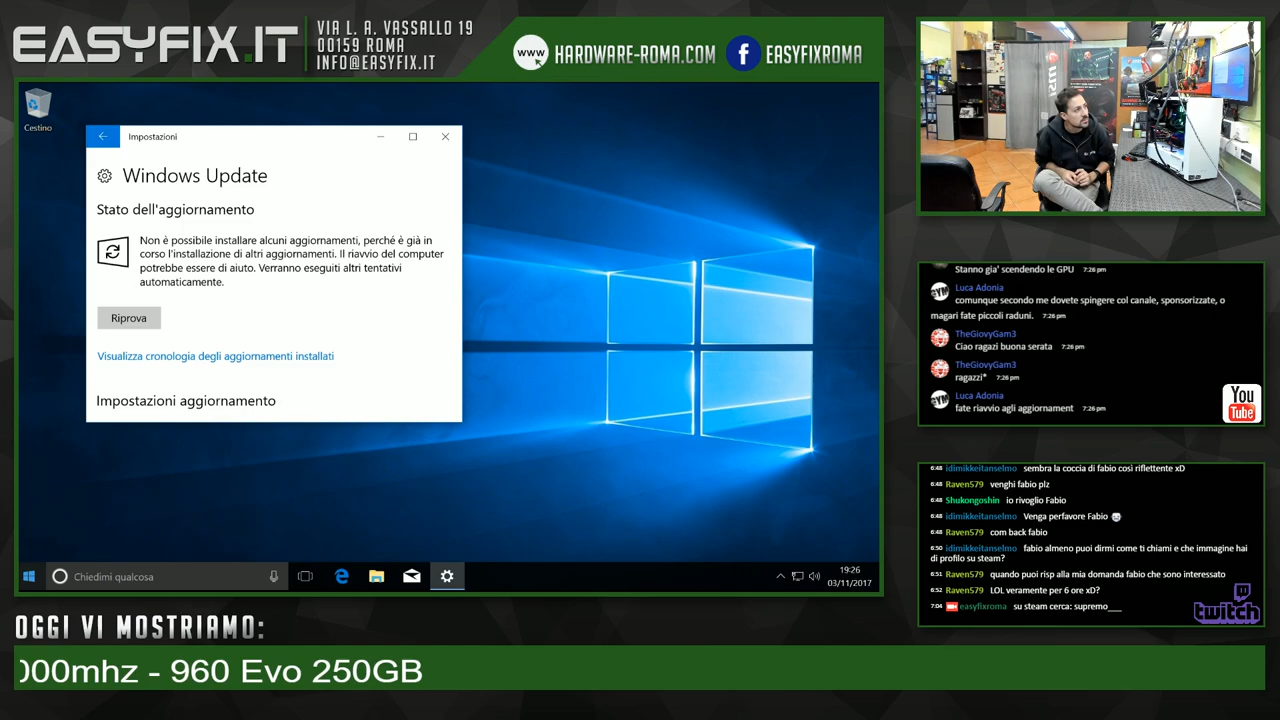 EASYFIX.IT
VIA L. A. VASSALLO 19
00159 ROMA
INFO@EASYFIX.IT
WWW
HARDWARE-ROMA.COM
f
EASYFIXROMA
Cestino
Impostazioni
Windows Update
Stato dell'aggiornamento
Non è possibile installare alcuni aggiornamenti, perché è già in
corso l'installazione di altri aggiornamenti. Il riavvio del computer
potrebbe essere di aiuto. Verranno eseguiti altri tentativi
automaticamente.
Riprova
Visualizza cronologia degli aggiornamenti installati
Impostazioni aggiornamento
Chiedimi qualcosa
19:26
03/11/2017
msi
Stanno gia' scendendo le GPU 7:26 pm
Luca Adonia
comunque secondo me dovete spingere col canale, sponsorizzate, o
magari fate piccoli raduni. 7:26 pm
TheGiovyGam3
Ciao ragazi buona serata 7:26 pm
TheGiovyGam3
ragazzi* 7:26 pm
Luca Adonia
fate riavvio agli aggiornament 7:26 pm
GYM
GYM
You
Tube
6:48 idimikkeitanselmo sembra la coccia di fabio così riflettente xD
6:48 Raven579 venghi fabio plz
6:48 Shukongoshin io rivoglio Fabio
6:48 idimikkeitanselmo Venga perfavore Fabio
6:48 Raven579 com back fabio
6:50 idimikkeitanselmo fabio almeno puoi dirmi come ti chiami e che immagine hai
di profilo su steam?
6:51 Raven579 quando puoi risp alla mia domanda fabio che sono interessato
6:52 Raven579 LOL veramente per 6 ore xD?
7:04 easyfixroma su steam cerca: supremo___
twitch
OGGI VI MOSTRIAMO:
000mhz - 960 Evo 250GB